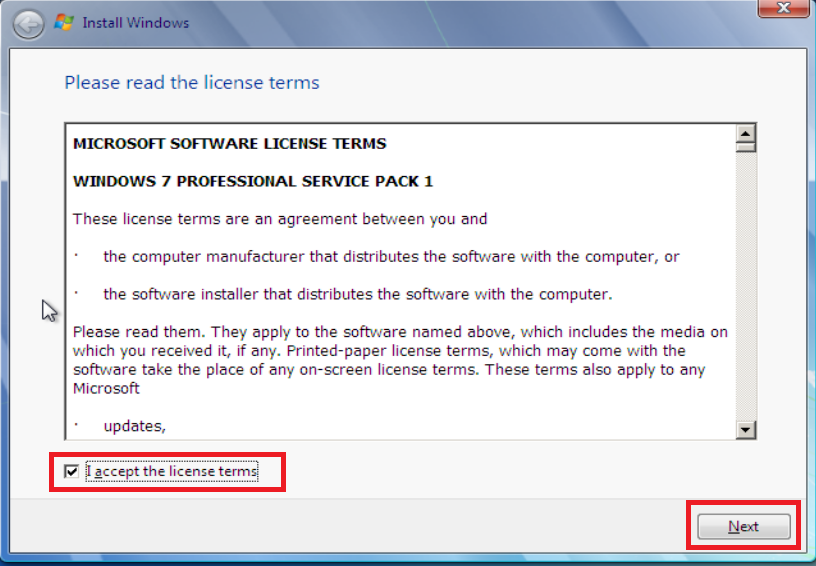 Install Windows
Please read the license terms
MICROSOFT SOFTWARE LICENSE TERMS
WINDOWS 7 PROFESSIONAL SERVICE PACK 1
These license terms are an agreement between you and
· the computer manufacturer that distributes the software with the computer, or
· the software installer that distributes the software with the computer.
Please read them. They apply to the software named above, which includes the media on
which you received it, if any. Printed-paper license terms, which may come with the
software take the place of any on-screen license terms. These terms also apply to any
Microsoft
· updates,
I accept the license terms
Next